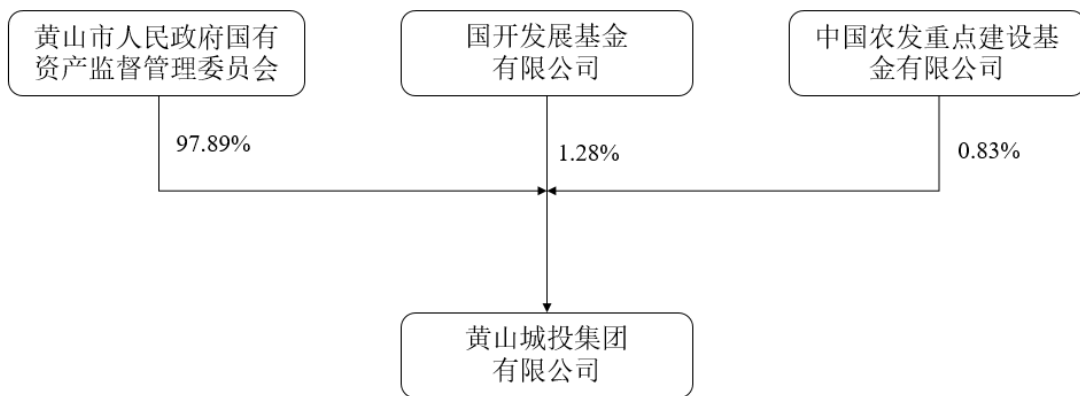 黄山市人民政府国有
资产监督管理委员会
国开发展基金
有限公司
中国农发重点建设基
金有限公司
97.89%
1.28%
0.83%
黄山城投集团
有限公司